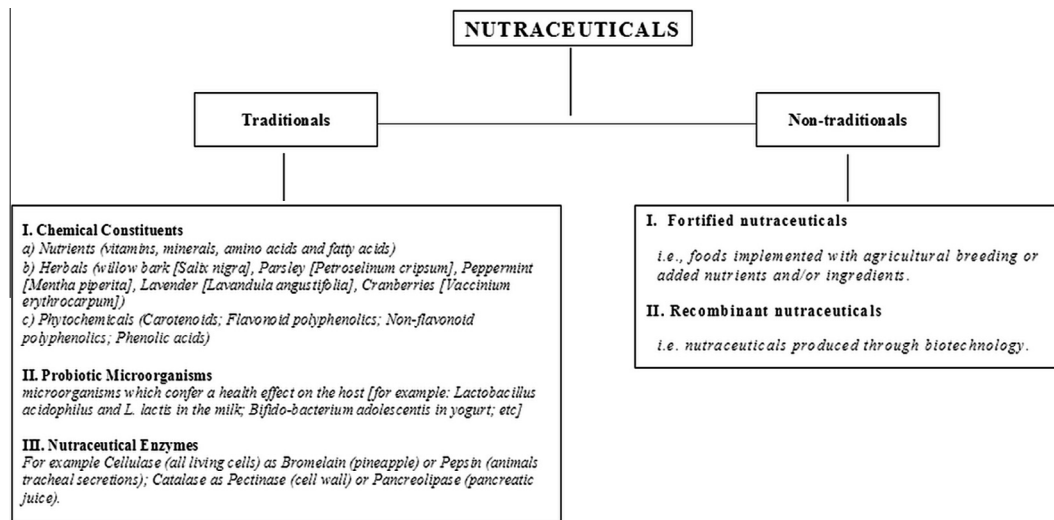 NUTRACEUTICALS
Traditionals
Non-traditionals
I. Chemical Constituents
a) Nutrients (vitamins, minerals, amino acids and fatty acids)
b) Herbals (willow bark [Salix nigra], Parsley [Petroselinum cripsum], Peppermint
[Mentha piperita], Lavender [Lavandula angustifolia], Cranberries [Vaccinium
erythrocarpum])
c) Phytochemicals (Carotenoids; Flavonoid polyphenolics; Non-flavonoid
polyphenolics; Phenolic acids)
II. Probiotic Microorganisms
microorganisms which confer a health effect on the host [for example: Lactobacillus
acidophilus and L. lactis in the milk; Bifido-bacterium adolescentis in yogurt; etc]
III. Nutraceutical Enzymes
For example Cellulase (all living cells) as Bromelain (pineapple) or Pepsin (animals
tracheal secretions); Catalase as Pectinase (cell wall) or Pancreolipase (pancreatic
juice).
I. Fortified nutraceuticals
i.e., foods implemented with agricultural breeding or
added nutrients and/or ingredients.
II. Recombinant nutraceuticals
i.e. nutraceuticals produced through biotechnology.